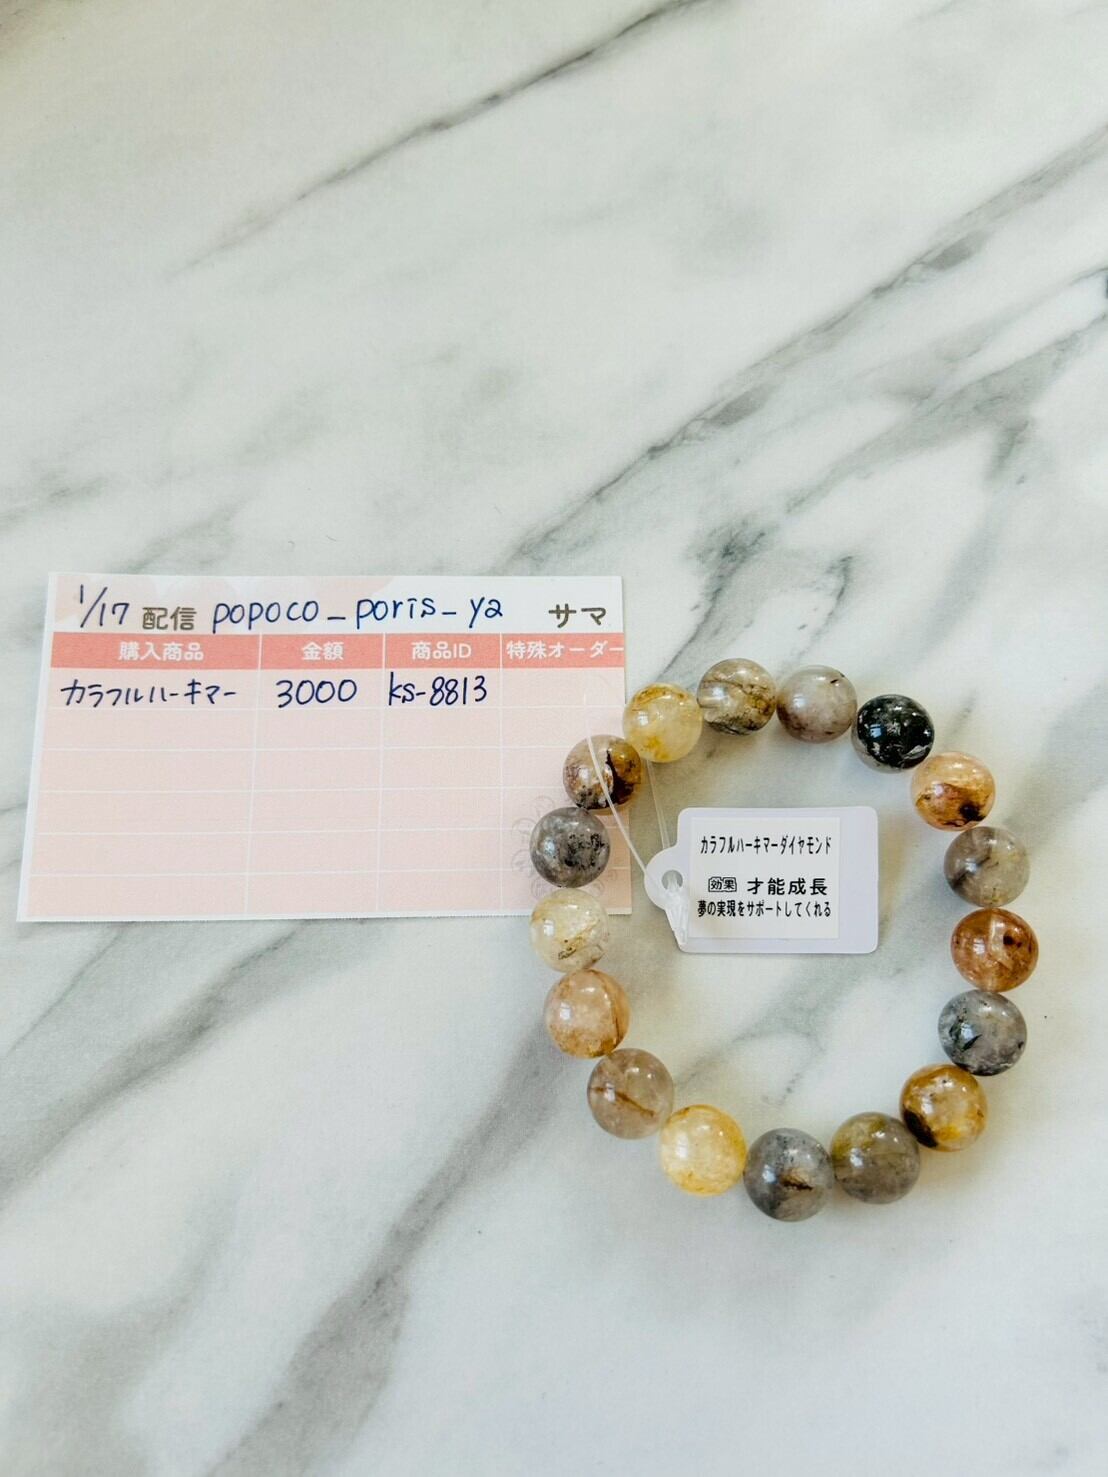 1/17 配信 popoco_poris_ya サマ
購入商品 金額 商品ID 特殊オーダー
カラフルハーキマー 3000 ks-8813
カラフルハーキマーダイヤモンド
効果 才能成長
夢の実現をサポートしてくれる